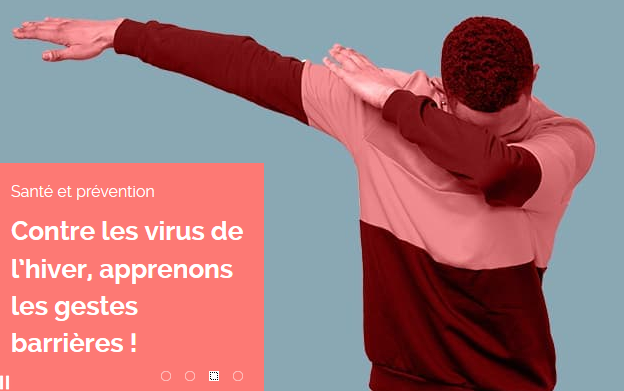 Santé et prévention
Contre les virus de
l'hiver, apprenons
les gestes
barrières !